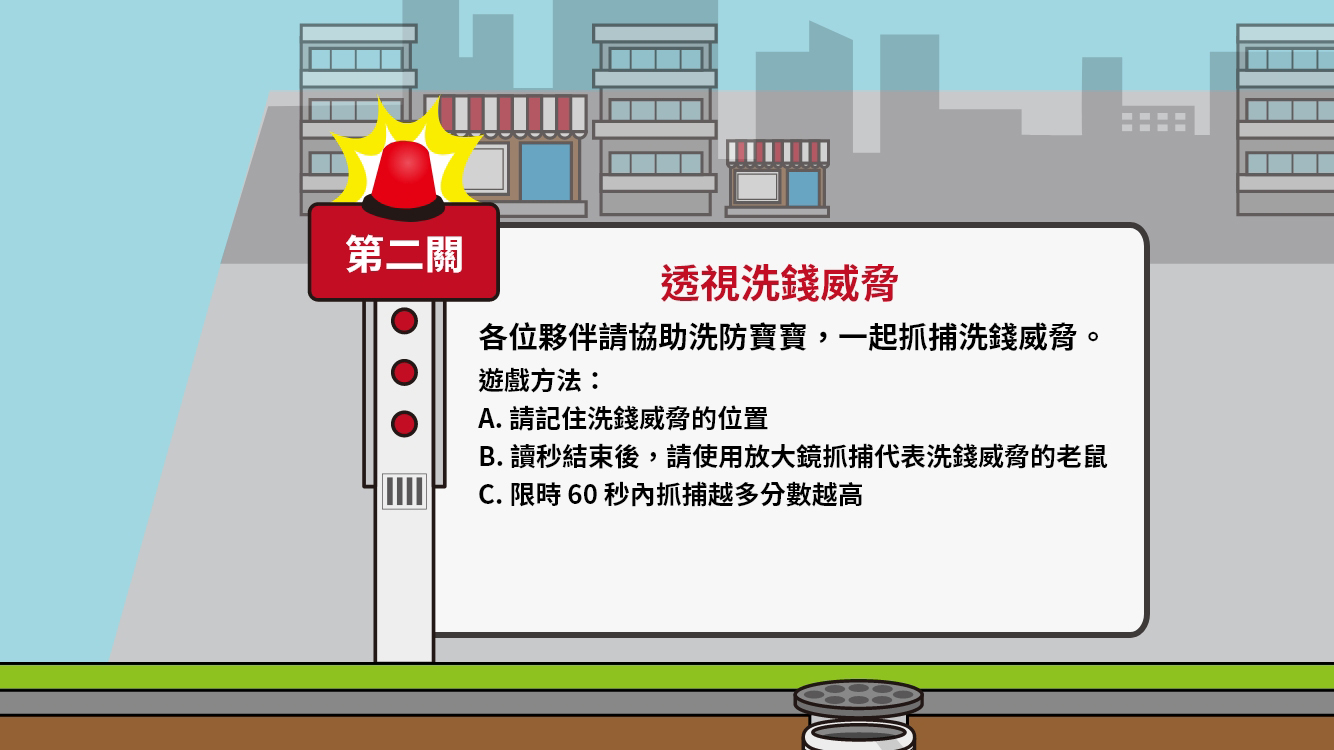 第二關
透視洗錢威脅
各位夥伴請協助洗防寶寶，一起抓捕洗錢威脅。
遊戲方法：
A. 請記住洗錢威脅的位置
B. 讀秒結束後，請使用放大鏡抓捕代表洗錢威脅的老鼠
C. 限時 60 秒內抓捕越多分數越高